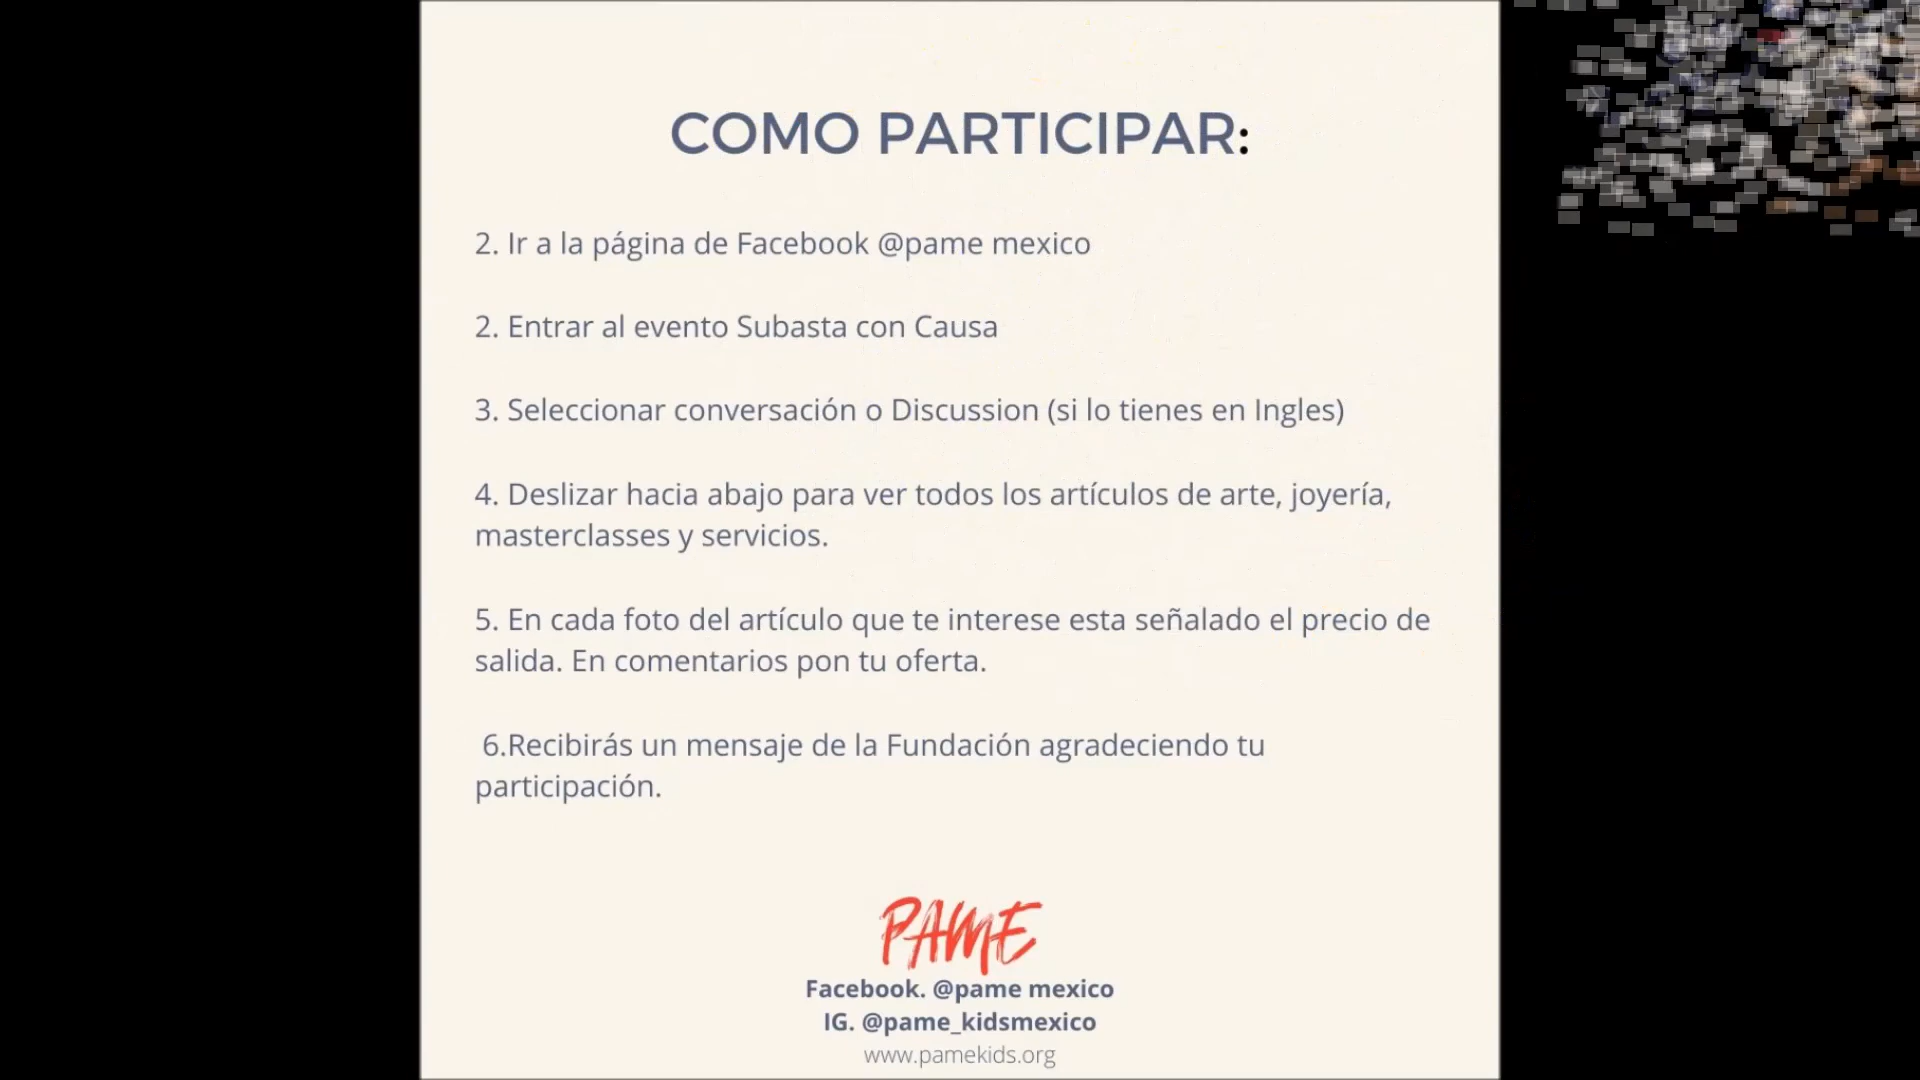 COMO PARTICIPAR:
2. Ir a la página de Facebook @pame mexico
2. Entrar al evento Subasta con Causa
3. Seleccionar conversación o Discussion (si lo tienes en Ingles)
4. Deslizar hacia abajo para ver todos los artículos de arte, joyería,
masterclasses y servicios.
5. En cada foto del artículo que te interese esta señalado el precio de
salida. En comentarios pon tu oferta.
6.Recibirás un mensaje de la Fundación agradeciendo tu
participación.
PAME
Facebook. @pame mexico
IG. @pame_kidsmexico
www.pamekids.org